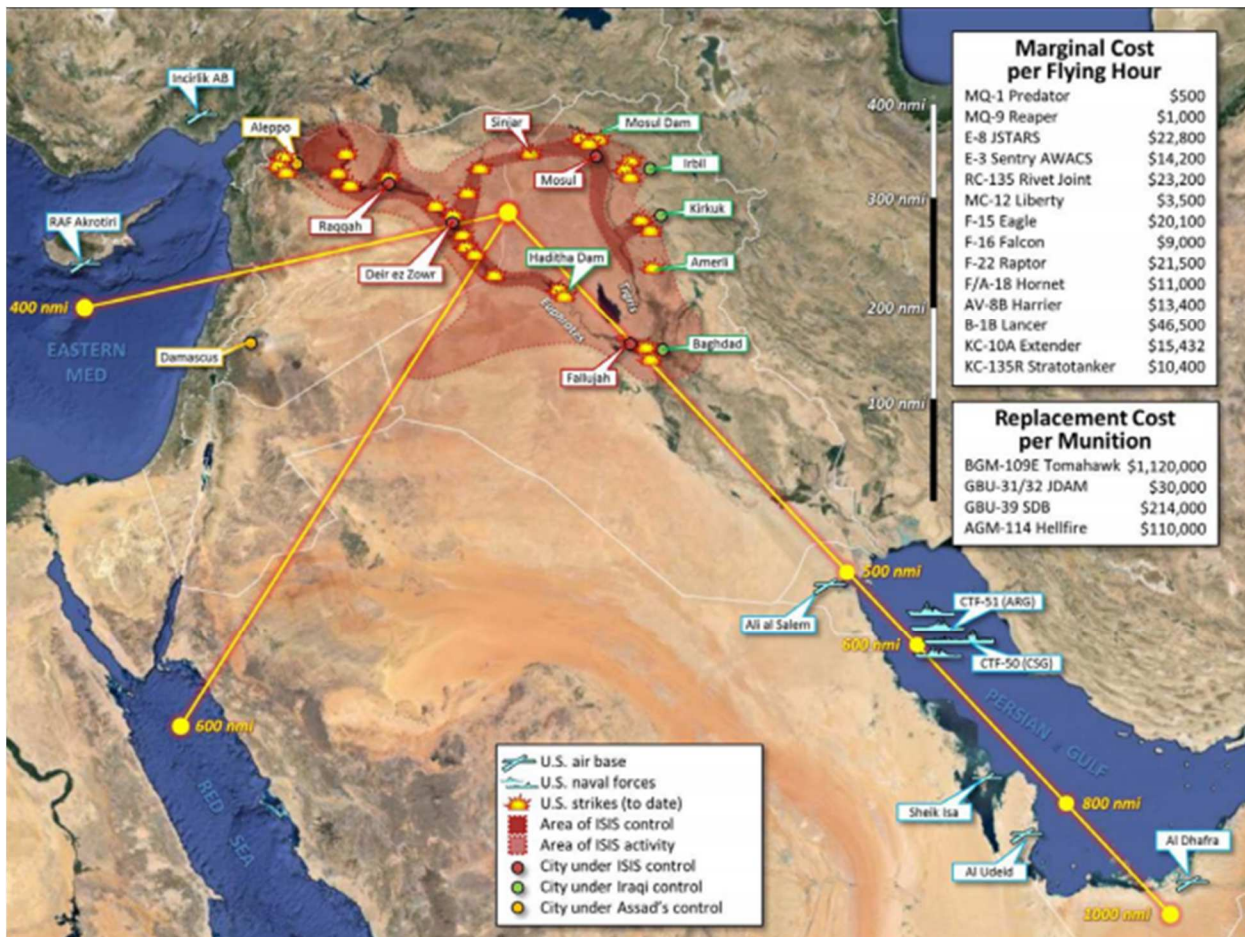 Marginal Cost
per Flying Hour
MQ-1 Predator $500
MQ-9 Reaper $1,000
E-8 JSTARS $22,800
E-3 Sentry AWACS $14,200
RC-135 Rivet Joint $23,200
MC-12 Liberty $3,500
F-15 Eagle $20,100
F-16 Falcon $9,000
F-22 Raptor $21,500
F/A-18 Hornet $11,000
AV-8B Harrier $13,400
B-1B Lancer $46,500
KC-10A Extender $15,432
KC-135R Stratotanker $10,400
Replacement Cost
per Munition
BGM-109E Tomahawk $1,120,000
GBU-31/32 JDAM $30,000
GBU-39 SDB $214,000
AGM-114 Hellfire $110,000
400 nmi
300 nmi
200 nmi
100 nmi
Incirlik AB
Aleppo
Sinjar
Mosul Dam
Irbil
Mosul
RAF Akrotiri
Raqqah
Kirkuk
Deir ez Zowr
Haditha Dam
Amerli
Tigris
Euphrates
400 nmi
EASTERN
MED
Damascus
Baghdad
Fallujah
500 nmi
Ali al Salem
CTF-51 (ARG)
600 nmi
CTF-50 (CSG)
PERSIAN GULF
600 nmi
RED
SEA
U.S. air base
U.S. naval forces
U.S. strikes (to date)
Area of ISIS control
Area of ISIS activity
City under ISIS control
City under Iraqi control
City under Assad's control
Sheik Isa
800 nmi
Al Udeid
Al Dhafra
1000 nmi